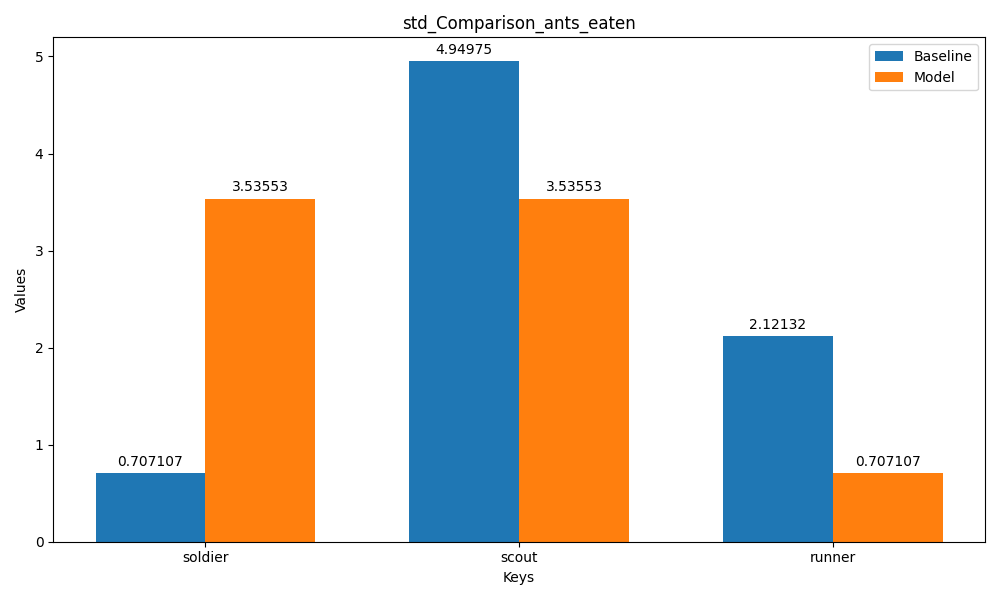 std_Comparison_ants_eaten
4.94975
Baseline
Model
3.53553
3.53553
2.12132
0.707107
0.707107
5
4
3
2
1
0
Values
soldier
scout
runner
Keys